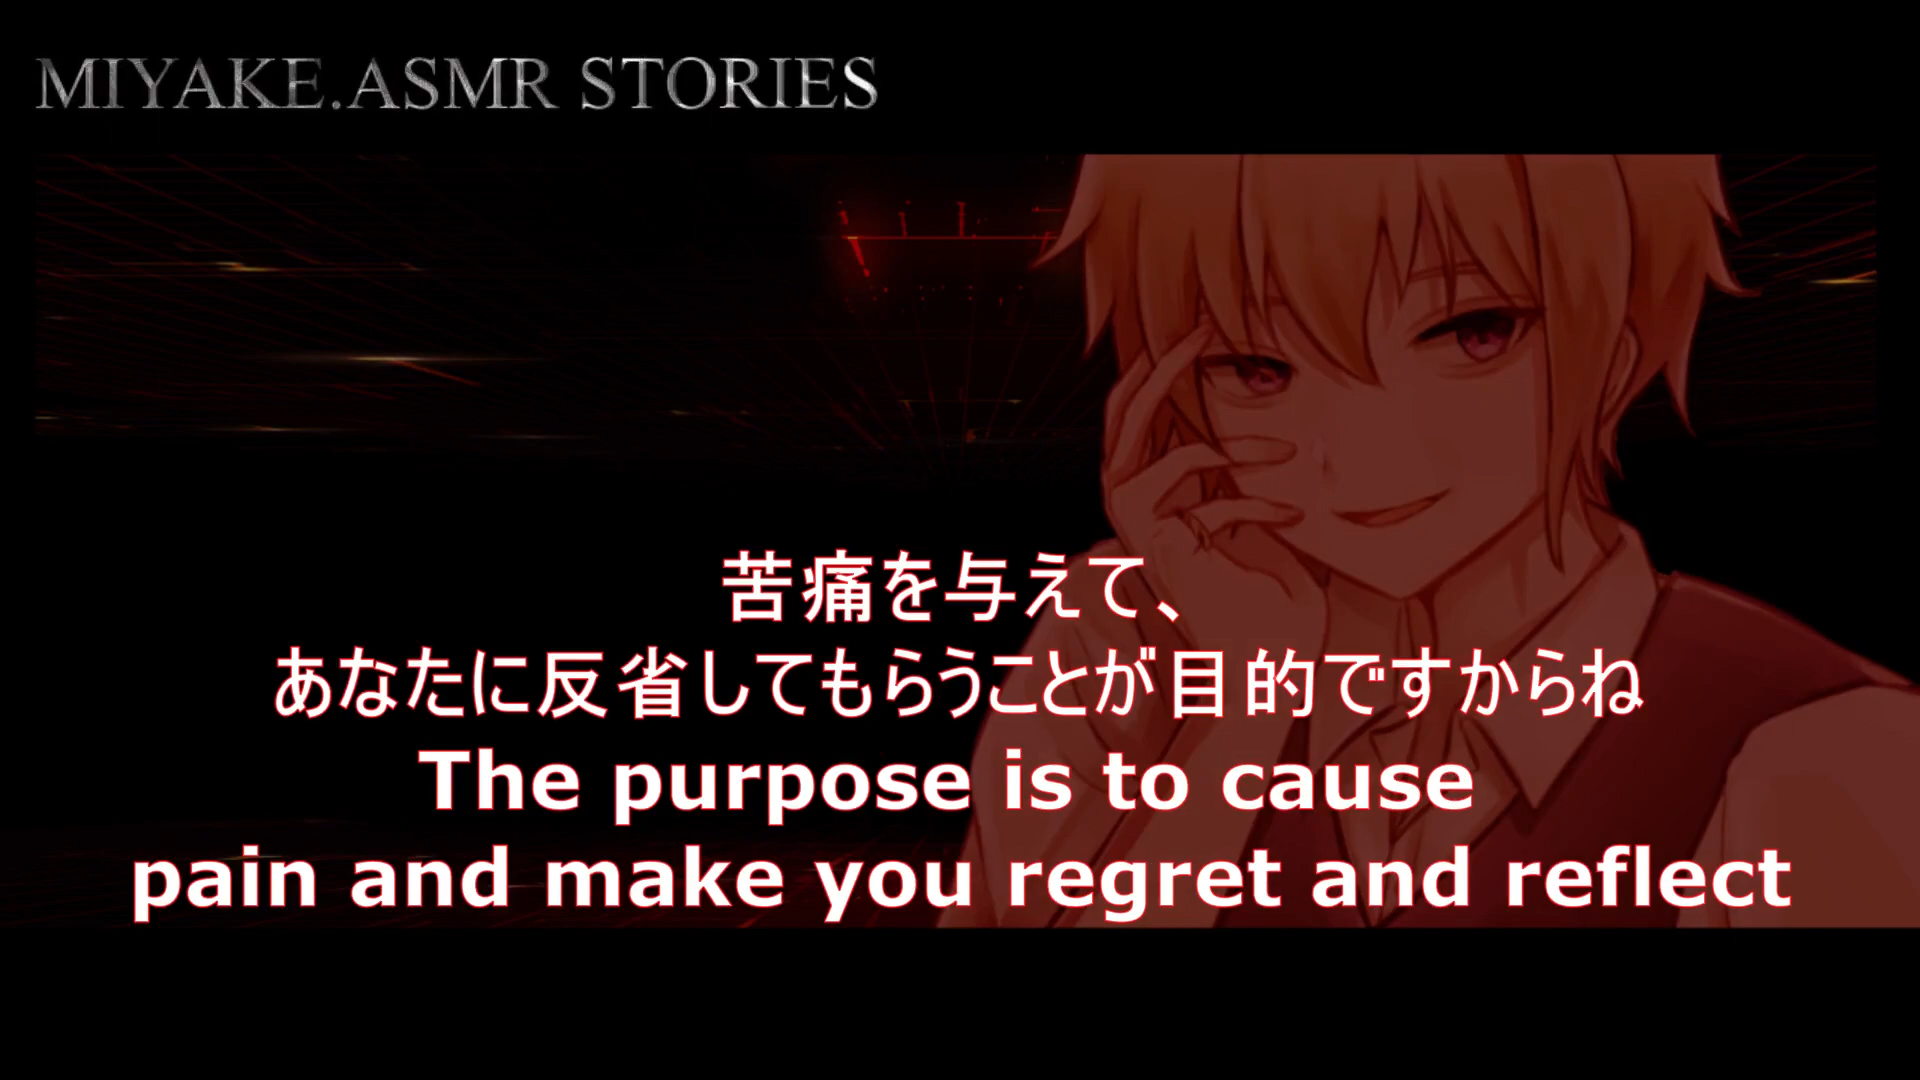 MIYAKE.ASMR STORIES
苦痛を与えて、
あなたに反省してもらうことが目的ですからね
The purpose is to cause
pain and make you regret and reflect